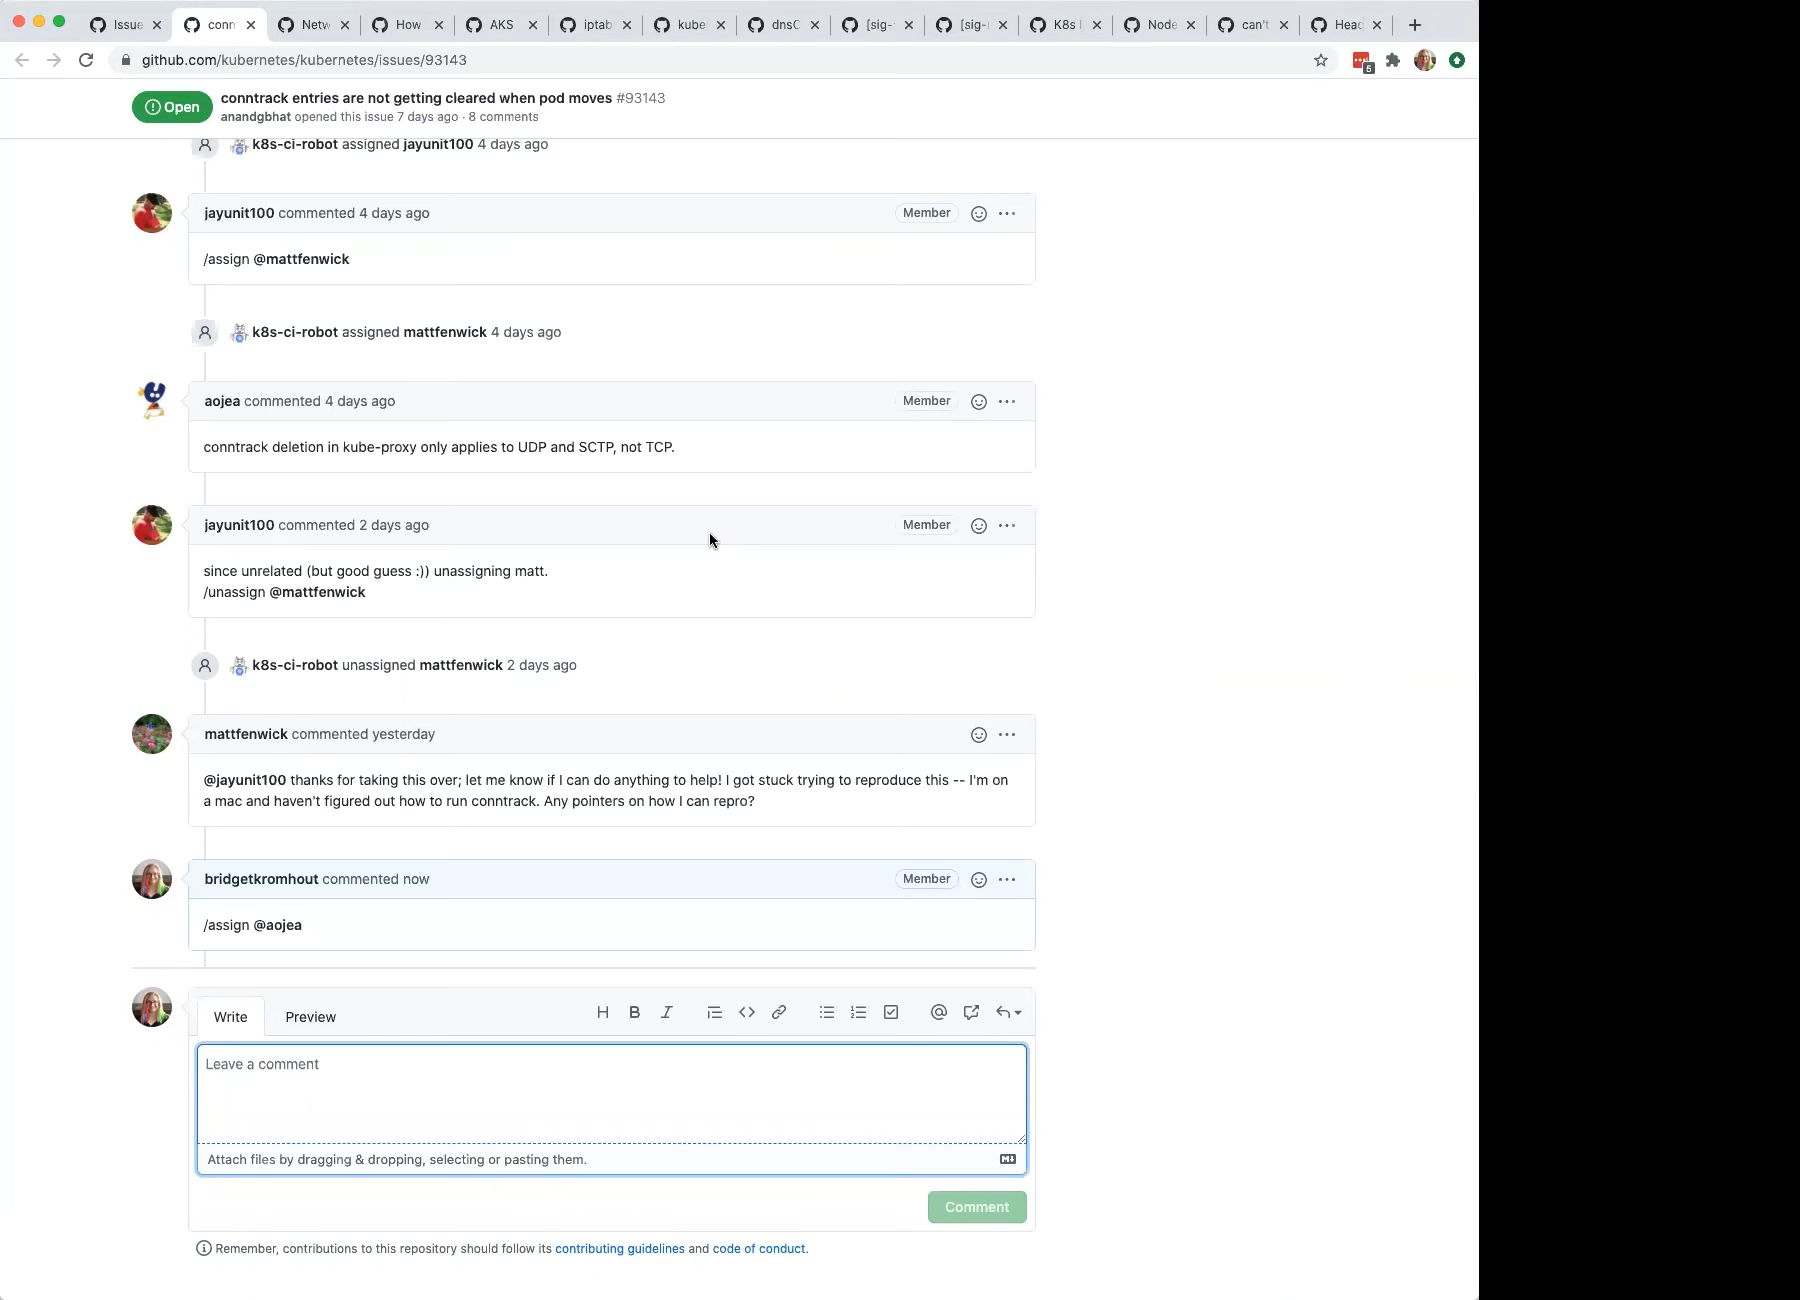 Issue
conn
Netw
How
AKS
iptab
kube
dnsC
[sig-
[sig-
K8s
Node
can't
Head
github.com/kubernetes/kubernetes/issues/93143
6
Open
conntrack entries are not getting cleared when pod moves #93143
anandgbhat opened this issue 7 days ago · 8 comments
k8s-ci-robot assigned jayunit100 4 days ago
jayunit100 commented 4 days ago
Member
/assign @mattfenwick
k8s-ci-robot assigned mattfenwick 4 days ago
aojea commented 4 days ago
Member
conntrack deletion in kube-proxy only applies to UDP and SCTP, not TCP.
jayunit100 commented 2 days ago
Member
since unrelated (but good guess :)) unassigning matt.
/unassign @mattfenwick
k8s-ci-robot unassigned mattfenwick 2 days ago
mattfenwick commented yesterday
@jayunit100 thanks for taking this over; let me know if I can do anything to help! I got stuck trying to reproduce this -- I'm on
a mac and haven't figured out how to run conntrack. Any pointers on how I can repro?
bridgetkromhout commented now
Member
/assign @aojea
Write
Preview
Leave a comment
Attach files by dragging & dropping, selecting or pasting them.
Comment
Remember, contributions to this repository should follow its contributing guidelines and code of conduct.